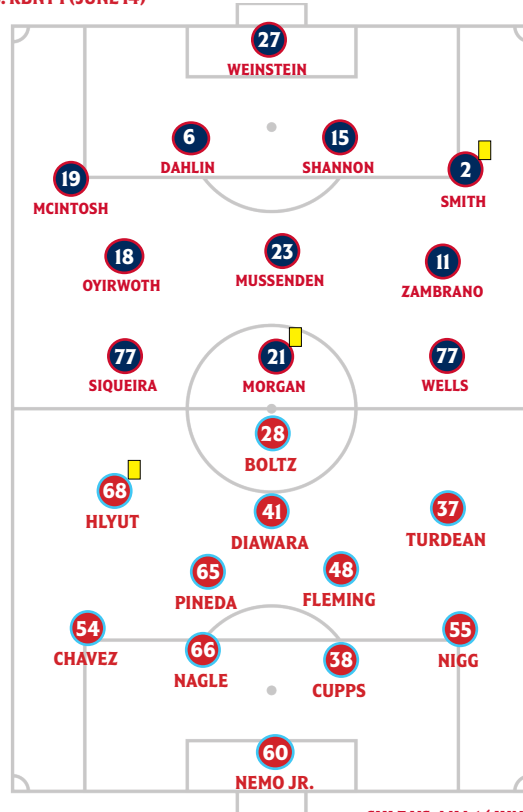 27
WEINSTEIN
6
DAHLIN
15
SHANNON
2
SMITH
19
MCINTOSH
18
OYIRWOTH
23
MUSSENDEN
11
ZAMBRANO
77
SIQUEIRA
21
MORGAN
77
WELLS
28
BOLTZ
68
HLYUT
41
DIAWARA
37
TURDEAN
65
PINEDA
48
FLEMING
54
CHAVEZ
66
NAGLE
38
CUPPS
55
NIGG
60
NEMO JR.